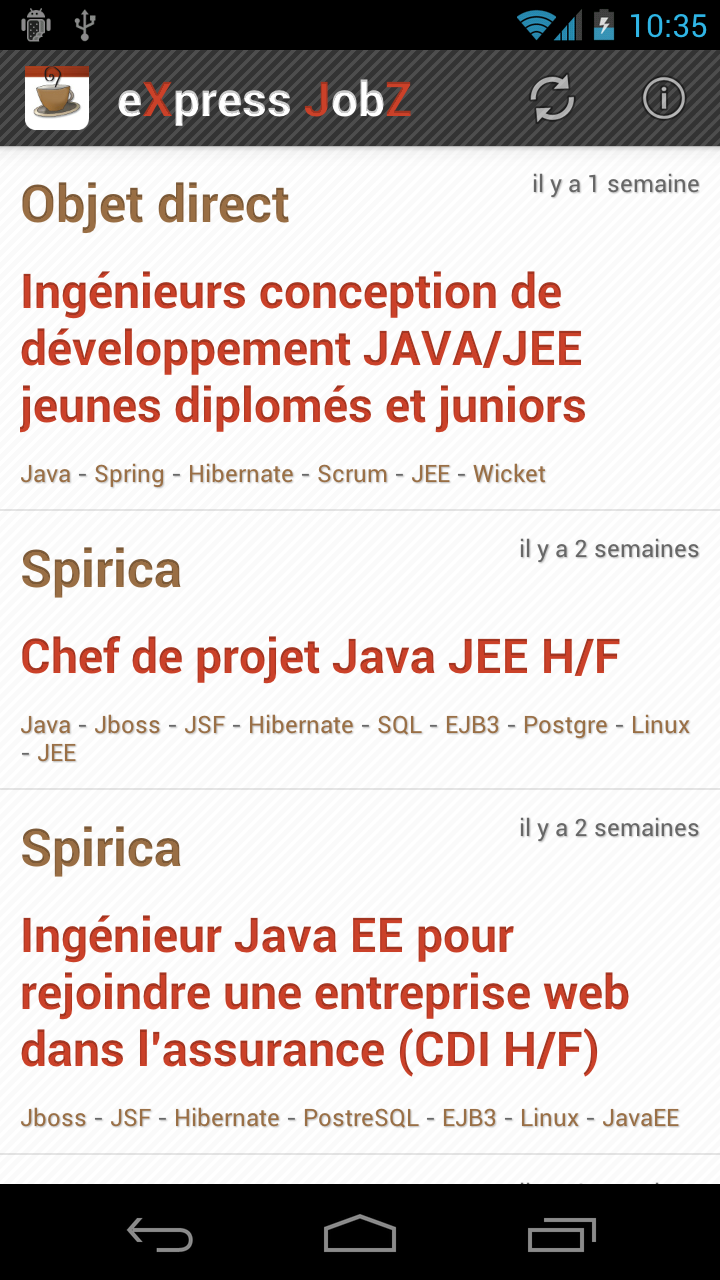 10:35
eXpress JobZ
il y a 1 semaine
Objet direct
Ingénieurs conception de
développement JAVA/JEE
jeunes diplomés et juniors
Java - Spring - Hibernate - Scrum - JEE - Wicket
il y a 2 semaines
Spirica
Chef de projet Java JEE H/F
Java - Jboss - JSF - Hibernate - SQL - EJB3 - Postgre - Linux
- JEE
il y a 2 semaines
Spirica
Ingénieur Java EE pour
rejoindre une entreprise web
dans l'assurance (CDI H/F)
Jboss - JSF - Hibernate - PostreSQL - EJB3 - Linux - JavaEE